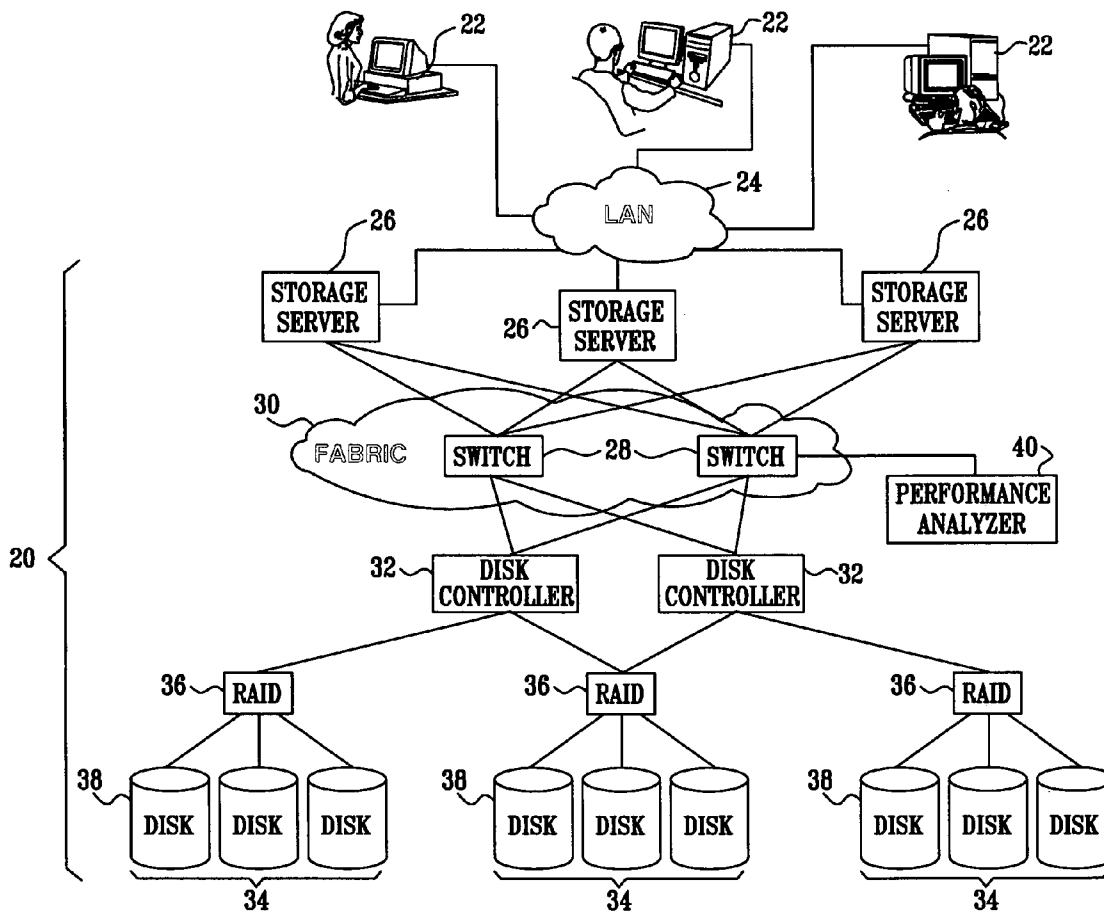 22
22
22
24
LAN
26
26
STORAGE
SERVER
STORAGE
SERVER
26
STORAGE
SERVER
30
FABRIC
SWITCH
28
SWITCH
40
PERFORMANCE
ANALYZER
20
32
DISK
CONTROLLER
DISK
CONTROLLER
32
36
RAID
36
RAID
36
RAID
38
DISK
DISK
DISK
38
DISK
DISK
DISK
38
DISK
DISK
DISK
34
34
34